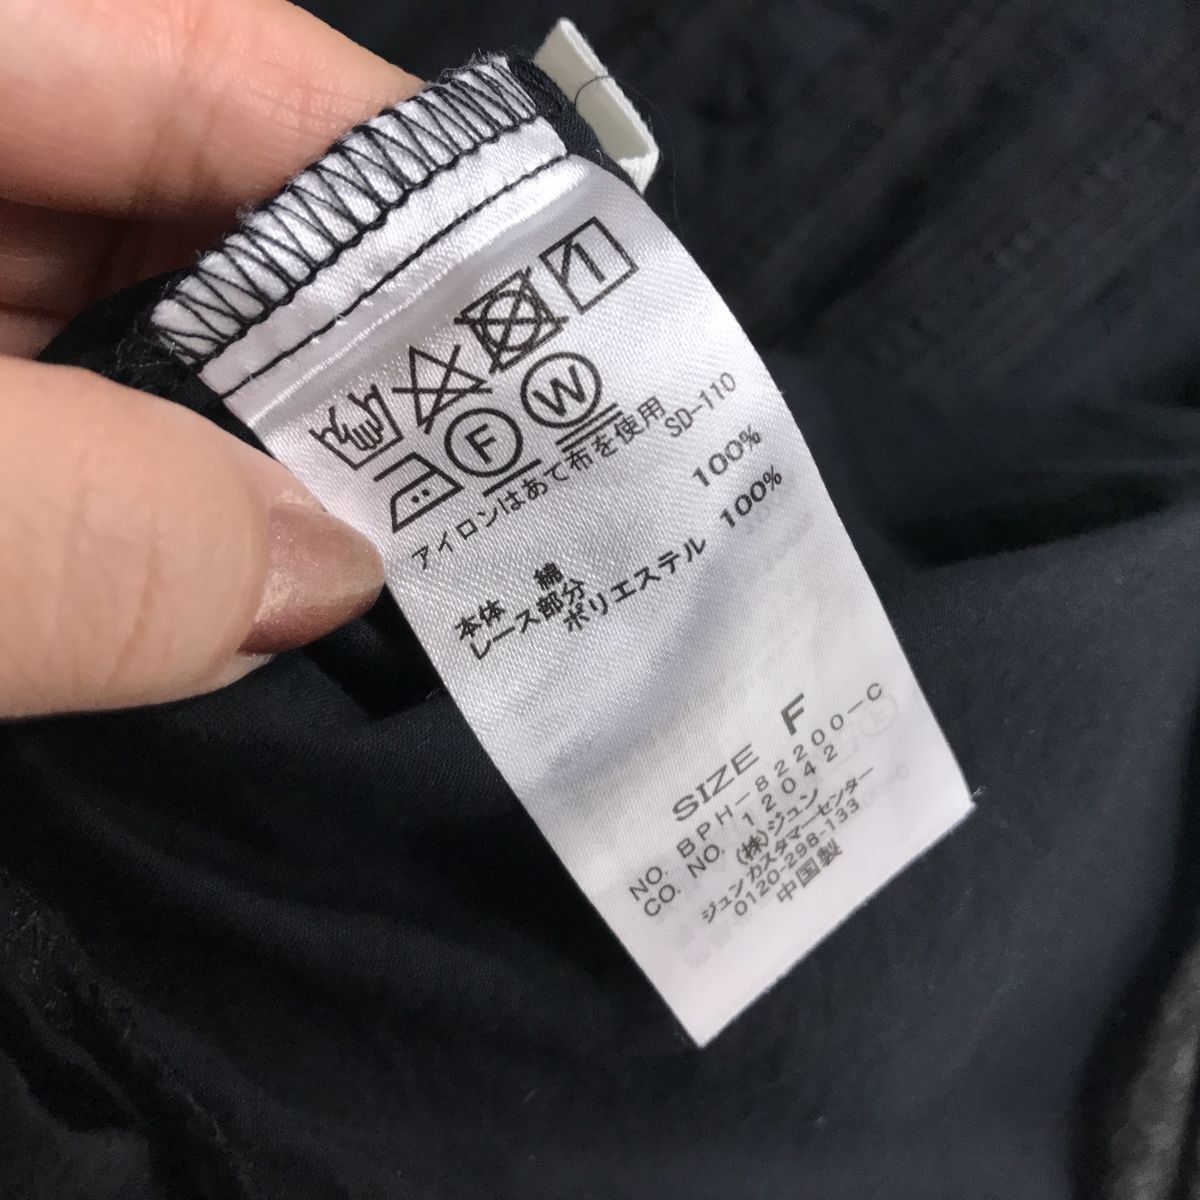 F W
アイロンはあて布を使用
SD-110
本体 綿 100%
レース部分
ポリエステル 100%
SIZE F
NO. BPH-82200-C
CO. NO. 12042
(株)ジュン
ジュンカスタマーセンター
0120-298-133
中国製